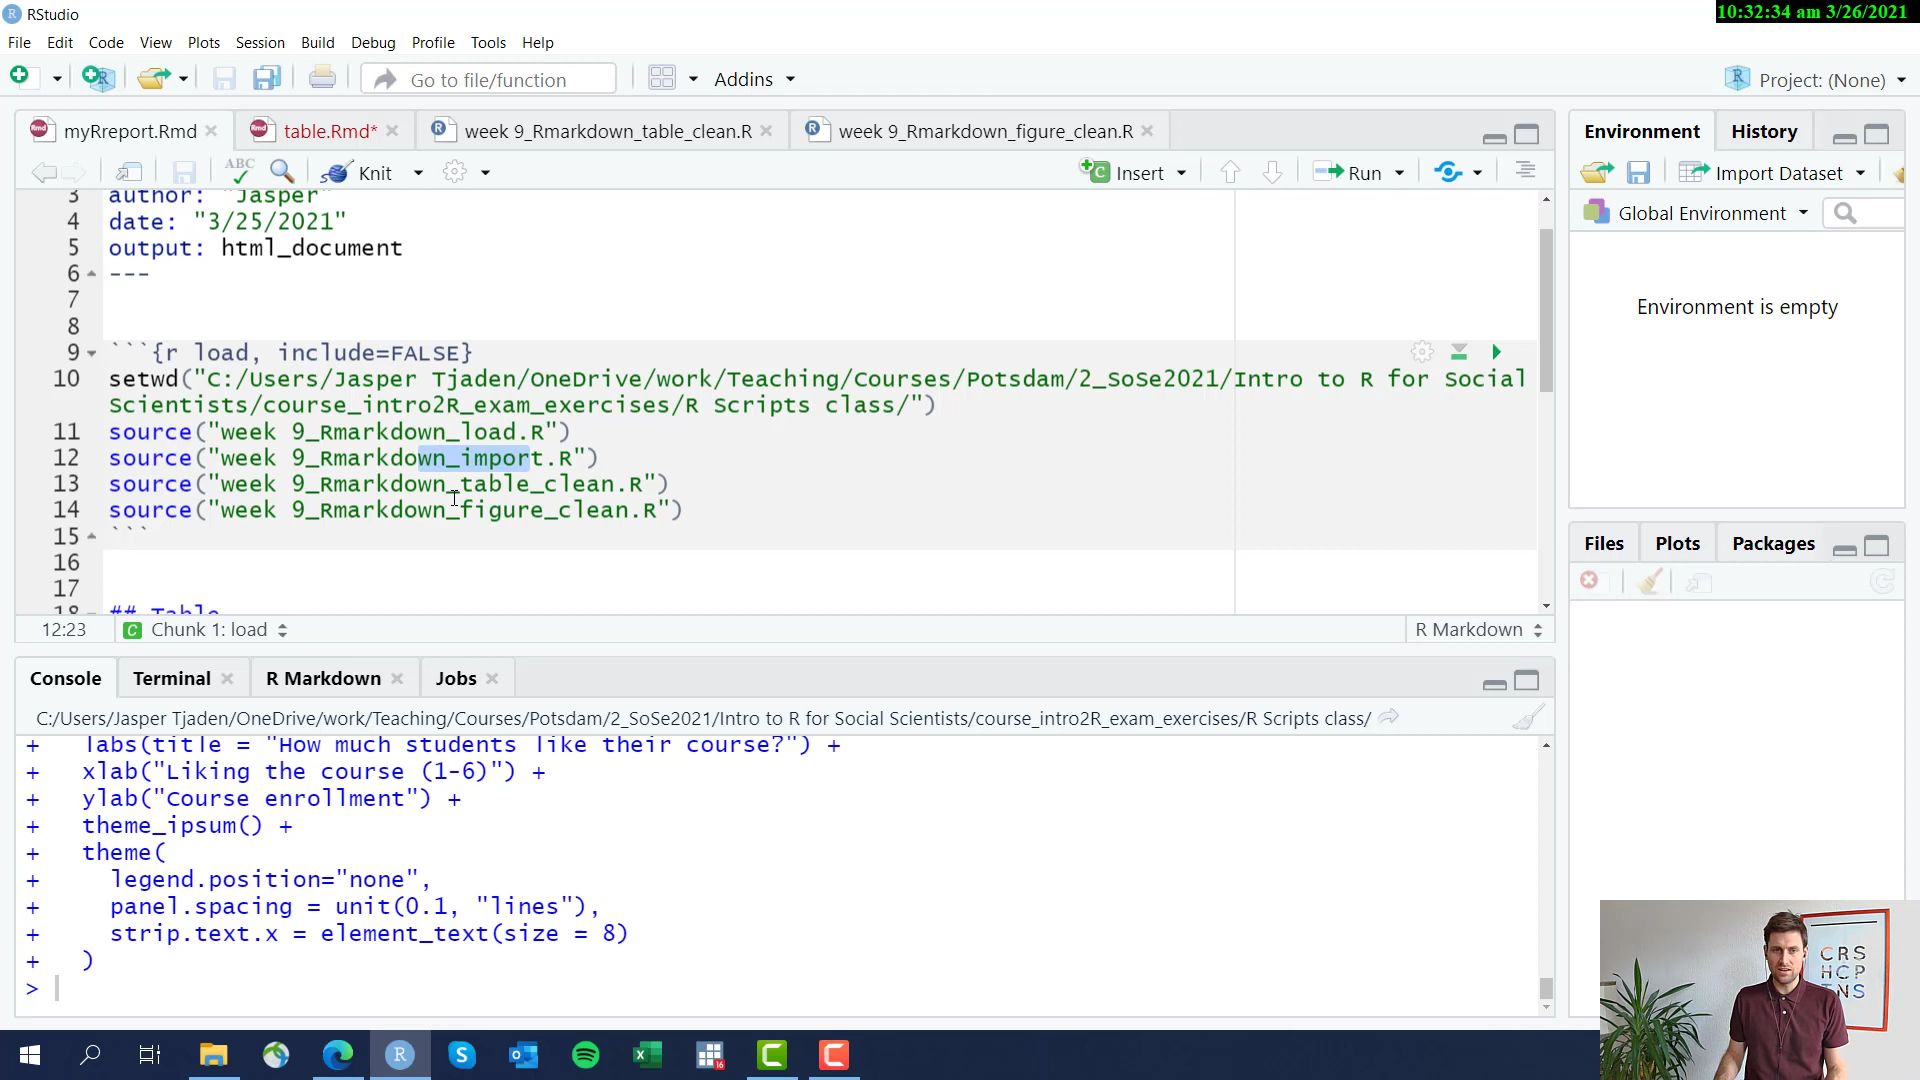 RStudio
10:32:34 am 3/26/2021
File Edit Code View Plots Session Build Debug Profile Tools Help
Go to file/function Addins Project: (None)
myRreport.Rmd table.Rmd* week 9_Rmarkdown_table_clean.R week 9_Rmarkdown_figure_clean.R
ABC Knit Insert Run
3 author: "Jasper"
4 date: "3/25/2021"
5 output: html_document
6 ---
7
8
9 ```{r load, include=FALSE}
10 setwd("C:/Users/Jasper Tjaden/OneDrive/work/Teaching/Courses/Potsdam/2_SoSe2021/Intro to R for Social
Scientists/course_intro2R_exam_exercises/R Scripts class/")
11 source("week 9_Rmarkdown_load.R")
12 source("week 9_Rmarkdown_import.R")
13 source("week 9_Rmarkdown_table_clean.R")
14 source("week 9_Rmarkdown_figure_clean.R")
15 ```
16
17
18 ## Table
12:23 Chunk 1: load R Markdown
Console Terminal R Markdown Jobs
C:/Users/Jasper Tjaden/OneDrive/work/Teaching/Courses/Potsdam/2_SoSe2021/Intro to R for Social Scientists/course_intro2R_exam_exercises/R Scripts class/
+ labs(title = "How much students like their course?") +
+ xlab("Liking the course (1-6)") +
+ ylab("Course enrollment") +
+ theme_ipsum() +
+ theme(
+ legend.position="none",
+ panel.spacing = unit(0.1, "lines"),
+ strip.text.x = element_text(size = 8)
+ )
>
Environment History
Import Dataset
Global Environment
Environment is empty
Files Plots Packages
CRS
HCP
INS
16